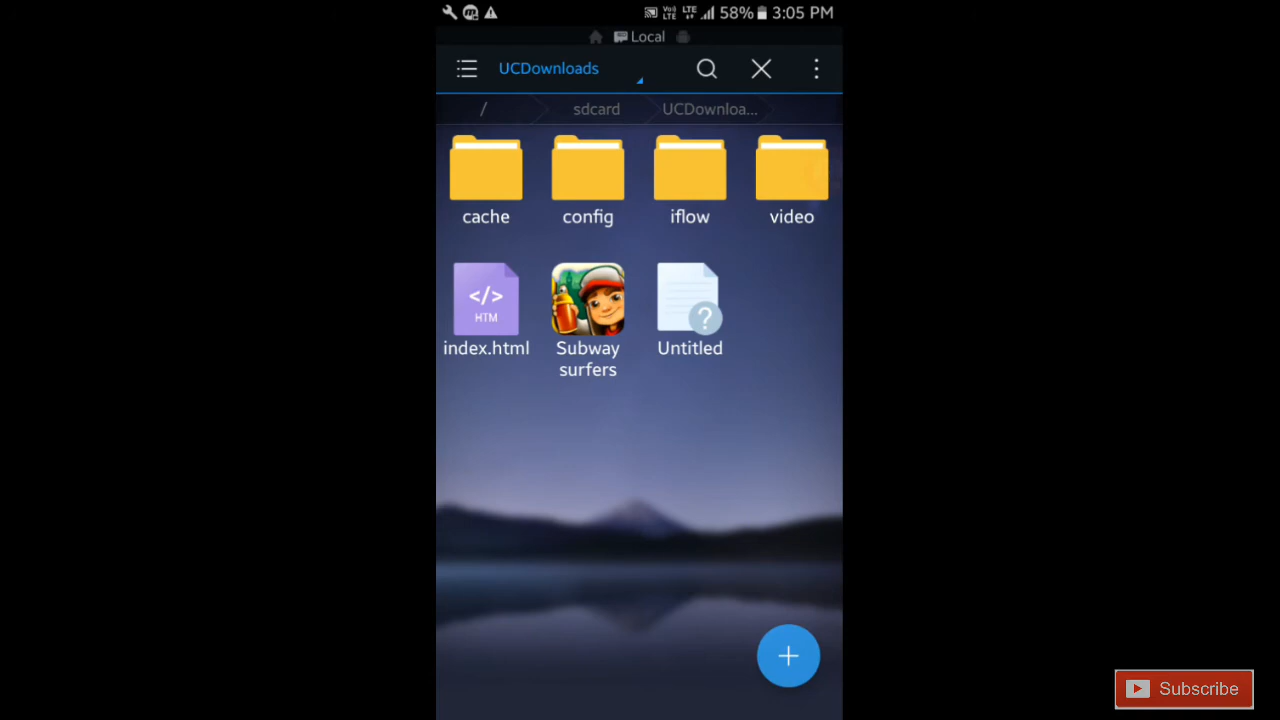 58% 3:05 PM
Local
UCDownloads
/ sdcard UCDownloa...
cache config iflow video
</>
HTM
index.html Subway surfers Untitled
Subscribe